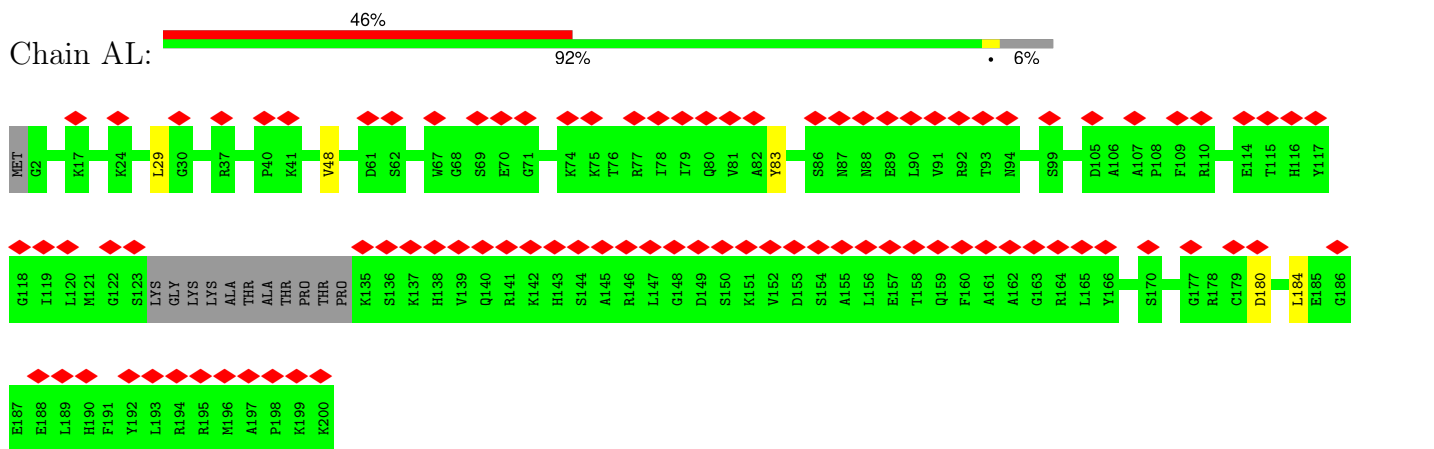 46%
Chain AL:
92% • 6%
MET G2 K17 K24 L29 G30 R37 P40 K41 V48 D61 S62 W67 G68 S69 E70 G71 K74 K75 T76 R77 I78 I79 Q80 V81 A82 Y83 S86 N87 N88 E89 L90 V91 R92 T93 N94 S99 D105 A106 A107 P108 F109 R110 E114 T115 H116 Y117
G118 I119 L120 M121 G122 S123 LYS GLY LYS LYS ALA THR ALA THR PRO THR PRO K135 S136 K137 H138 V139 Q140 R141 K142 H143 S144 A145 R146 L147 G148 D149 S150 K151 V152 D153 S154 A155 L156 E157 T158 Q159 F160 A161 A162 G163 R164 L165 Y166 S170 G177 R178 C179 D180 L184 E185 G186
E187 E188 L189 H190 F191 Y192 L193 R194 R195 M196 A197 P198 K199 K200